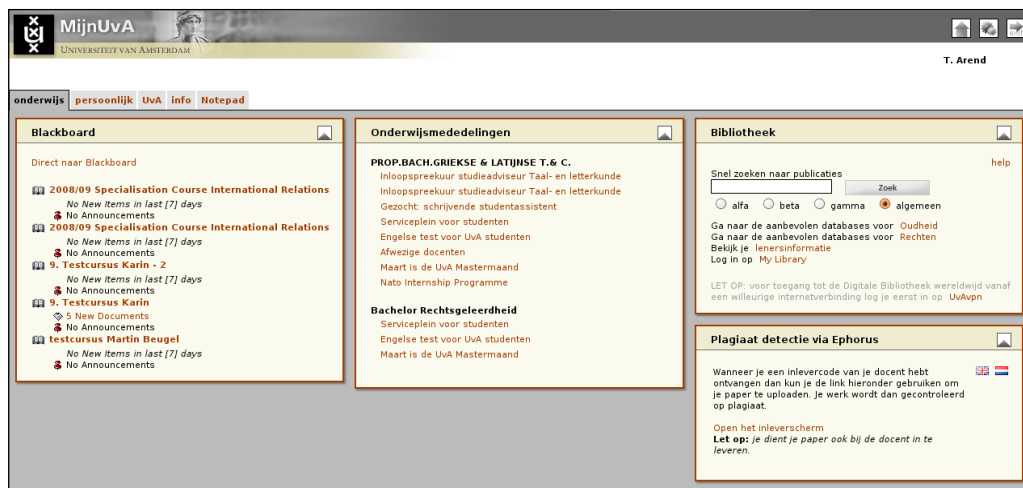 MijnUvA
UNIVERSITEIT VAN AMSTERDAM
T. Arend
onderwijs persoonlijk UvA info Notepad
Blackboard
Direct naar Blackboard
2008/09 Specialisation Course International Relations
No New Items in last [7] days
No Announcements
2008/09 Specialisation Course International Relations
No New Items in last [7] days
No Announcements
9. Testcursus Karin - 2
No New Items in last [7] days
No Announcements
9. Testcursus Karin
5 New Documents
No Announcements
testcursus Martin Beugel
No New Items in last [7] days
No Announcements
Onderwijsmededelingen
PROP.BACH.GRIEKSE & LATIJNSE T.& C.
Inloopspreekuur studieadviseur Taal- en letterkunde
Inloopspreekuur studieadviseur Taal- en letterkunde
Gezocht: schrijvende studentassistent
Serviceplein voor studenten
Engelse test voor UvA studenten
Afwezige docenten
Maart is de UvA Mastermaand
Nato Internship Programme
Bachelor Rechtsgeleerdheid
Serviceplein voor studenten
Engelse test voor UvA studenten
Maart is de UvA Mastermaand
Bibliotheek
help
Snel zoeken naar publicaties
Zoek
alfa beta gamma algemeen
Ga naar de aanbevolen databases voor Oudheid
Ga naar de aanbevolen databases voor Rechten
Bekijk je lenersinformatie
Log in op My Library
LET OP: voor toegang tot de Digitale Bibliotheek wereldwijd vanaf
een willeurige internetverbinding log je eerst in op UvAvpn
Plagiaat detectie via Ephorus
Wanneer je een inlevercode van je docent hebt
ontvangen dan kun je de link hieronder gebruiken om
je paper te uploaden. Je werk wordt dan gecontroleerd
op plagiaat.
Open het inleverscherm
Let op: je dient je paper ook bij de docent in te
leveren.